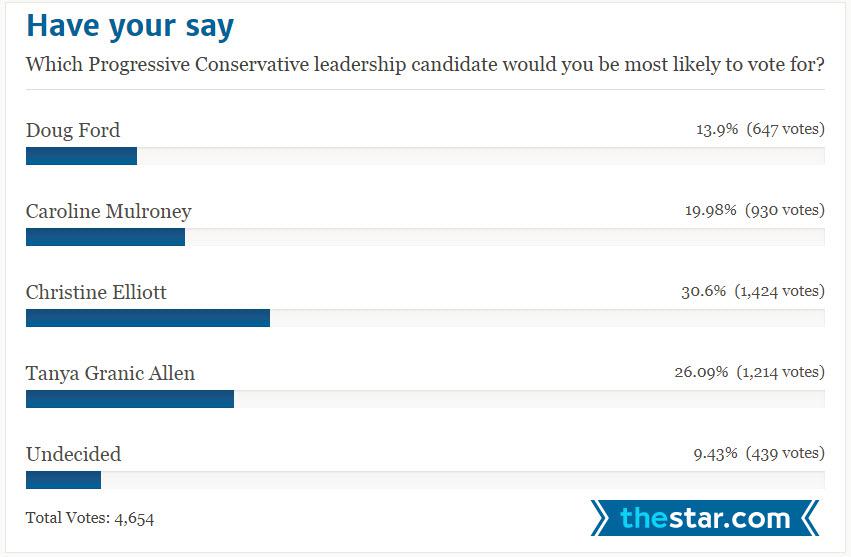 Have your say
Which Progressive Conservative leadership candidate would you be most likely to vote for?
Doug Ford 13.9% (647 votes)
Caroline Mulroney 19.98% (930 votes)
Christine Elliott 30.6% (1,424 votes)
Tanya Granic Allen 26.09% (1,214 votes)
Undecided 9.43% (439 votes)
Total Votes: 4,654
thestar.com